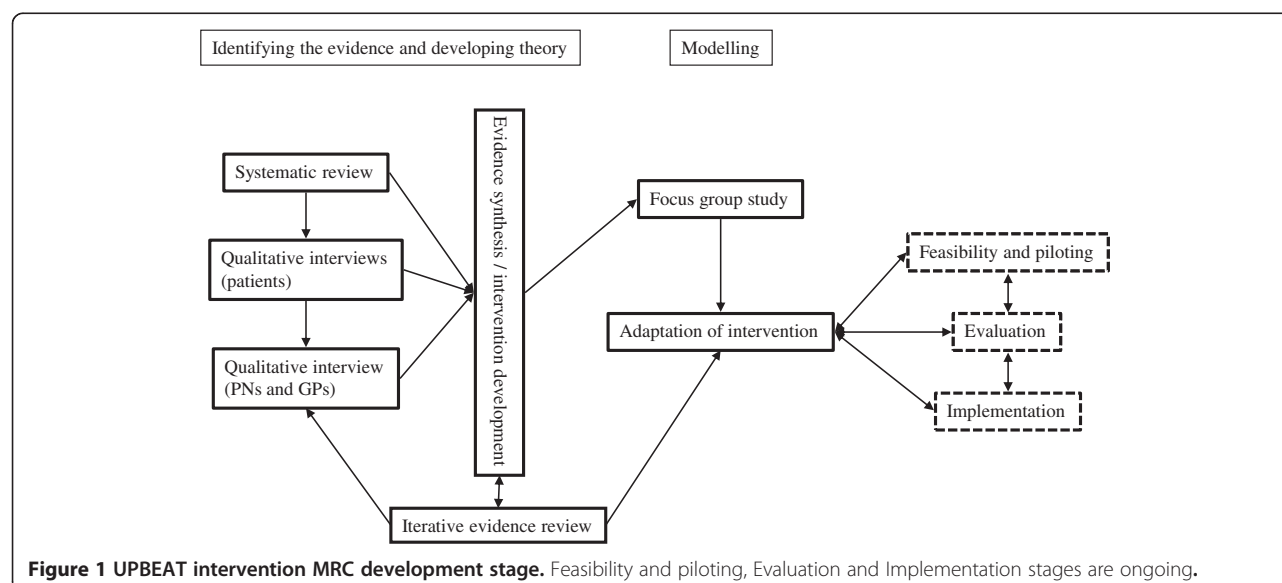 Identifying the evidence and developing theory
Modelling
Systematic review
Qualitative interviews
(patients)
Qualitative interview
(PNs and GPs)
Evidence synthesis / intervention development
Iterative evidence review
Focus group study
Adaptation of intervention
Feasibility and piloting
Evaluation
Implementation
Figure 1 UPBEAT intervention MRC development stage. Feasibility and piloting, Evaluation and Implementation stages are ongoing.